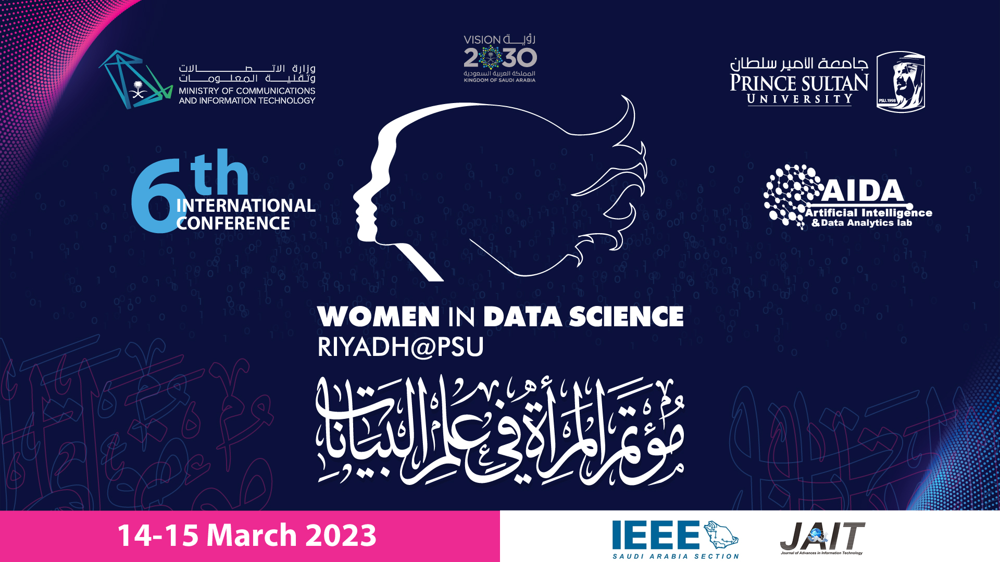 وزارة الاتصالات
وتقنية المعلومات
MINISTRY OF COMMUNICATIONS
AND INFORMATION TECHNOLOGY
VISION رؤية
2030
المملكة العربية السعودية
KINGDOM OF SAUDI ARABIA
جامعة الأمير سلطان
PRINCE SULTAN
UNIVERSITY
PSU.1998
6th
INTERNATIONAL
CONFERENCE
AIDA
Artificial Intelligence
& Data Analytics lab
WOMEN IN DATA SCIENCE
RIYADH@PSU
مؤتمر المرأة في علم البيانات
14-15 March 2023
IEEE
SAUDI ARABIA SECTION
JAIT
Journal of Advances in Information Technology